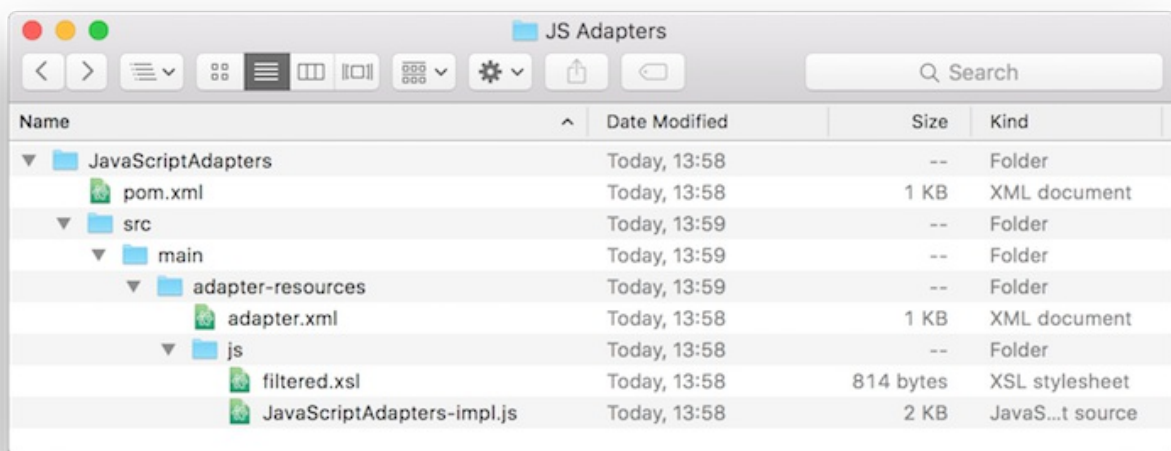 JS Adapters
Search
Name Date Modified Size Kind
JavaScriptAdapters Today, 13:58 -- Folder
pom.xml Today, 13:58 1 KB XML document
src Today, 13:59 -- Folder
main Today, 13:59 -- Folder
adapter-resources Today, 13:59 -- Folder
adapter.xml Today, 13:58 1 KB XML document
js Today, 13:58 -- Folder
filtered.xsl Today, 13:58 814 bytes XSL stylesheet
JavaScriptAdapters-impl.js Today, 13:58 2 KB JavaS...t source